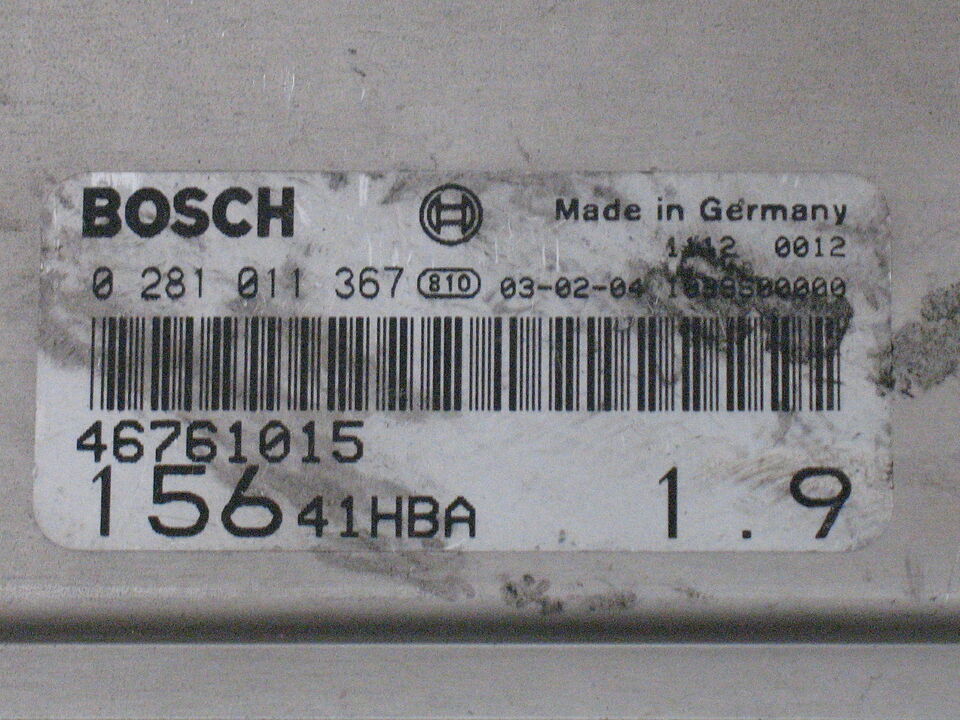 BOSCH Made in Germany
0012
0 281 011 367 810 03-02-04
46761015
156 41HBA 1.9